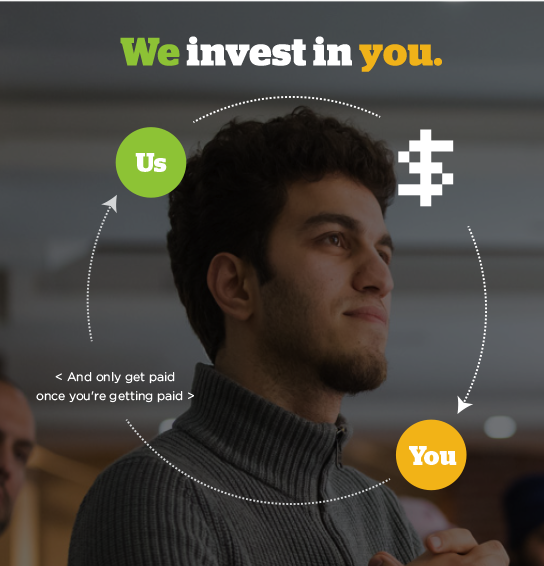 We invest in you.
Us
$
< And only get paid
once you're getting paid >
You